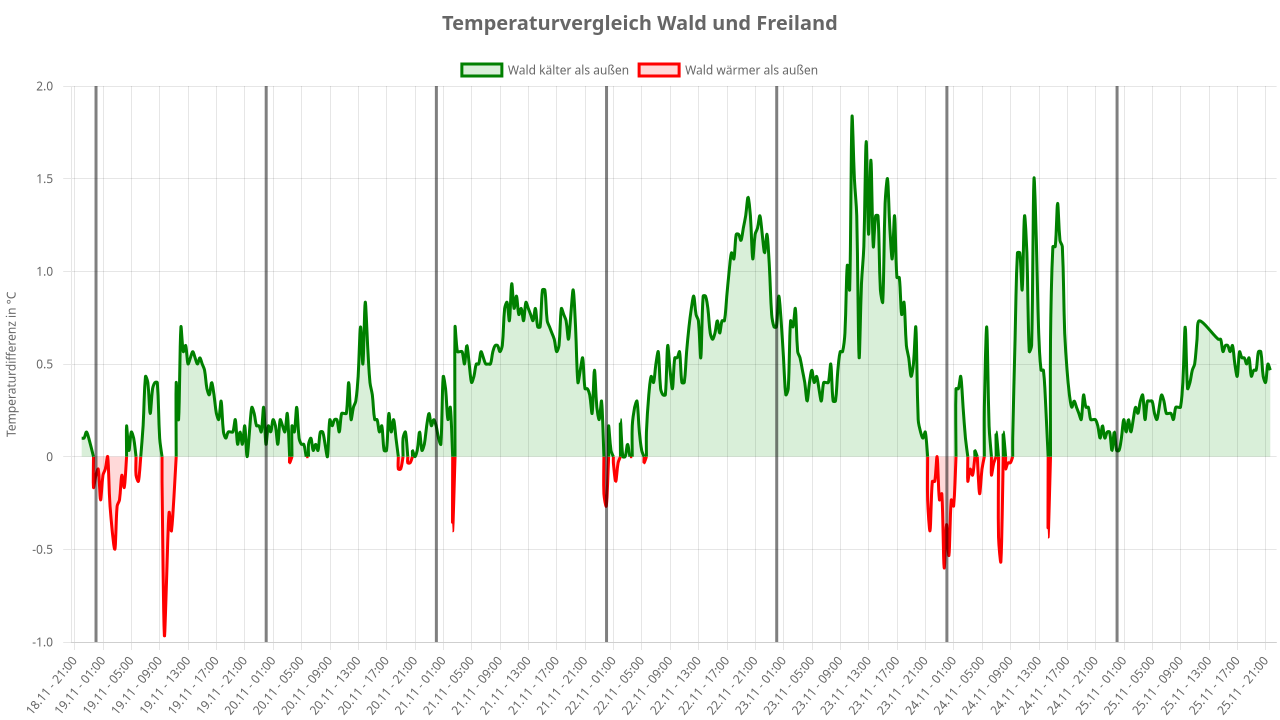 Temperaturvergleich Wald und Freiland
Wald kälter als außen
Wald wärmer als außen
Temperaturdifferenz in °C
2.0
1.5
1.0
0.5
0
-0.5
-1.0
18.11 - 21:00
19.11 - 01:00
19.11 - 05:00
19.11 - 09:00
19.11 - 13:00
19.11 - 17:00
19.11 - 21:00
20.11 - 01:00
20.11 - 05:00
20.11 - 09:00
20.11 - 13:00
20.11 - 17:00
20.11 - 21:00
21.11 - 01:00
21.11 - 05:00
21.11 - 09:00
21.11 - 13:00
21.11 - 17:00
21.11 - 21:00
22.11 - 01:00
22.11 - 05:00
22.11 - 09:00
22.11 - 13:00
22.11 - 17:00
22.11 - 21:00
23.11 - 01:00
23.11 - 05:00
23.11 - 09:00
23.11 - 13:00
23.11 - 17:00
23.11 - 21:00
24.11 - 01:00
24.11 - 05:00
24.11 - 09:00
24.11 - 13:00
24.11 - 17:00
24.11 - 21:00
25.11 - 01:00
25.11 - 05:00
25.11 - 09:00
25.11 - 13:00
25.11 - 17:00
25.11 - 21:00